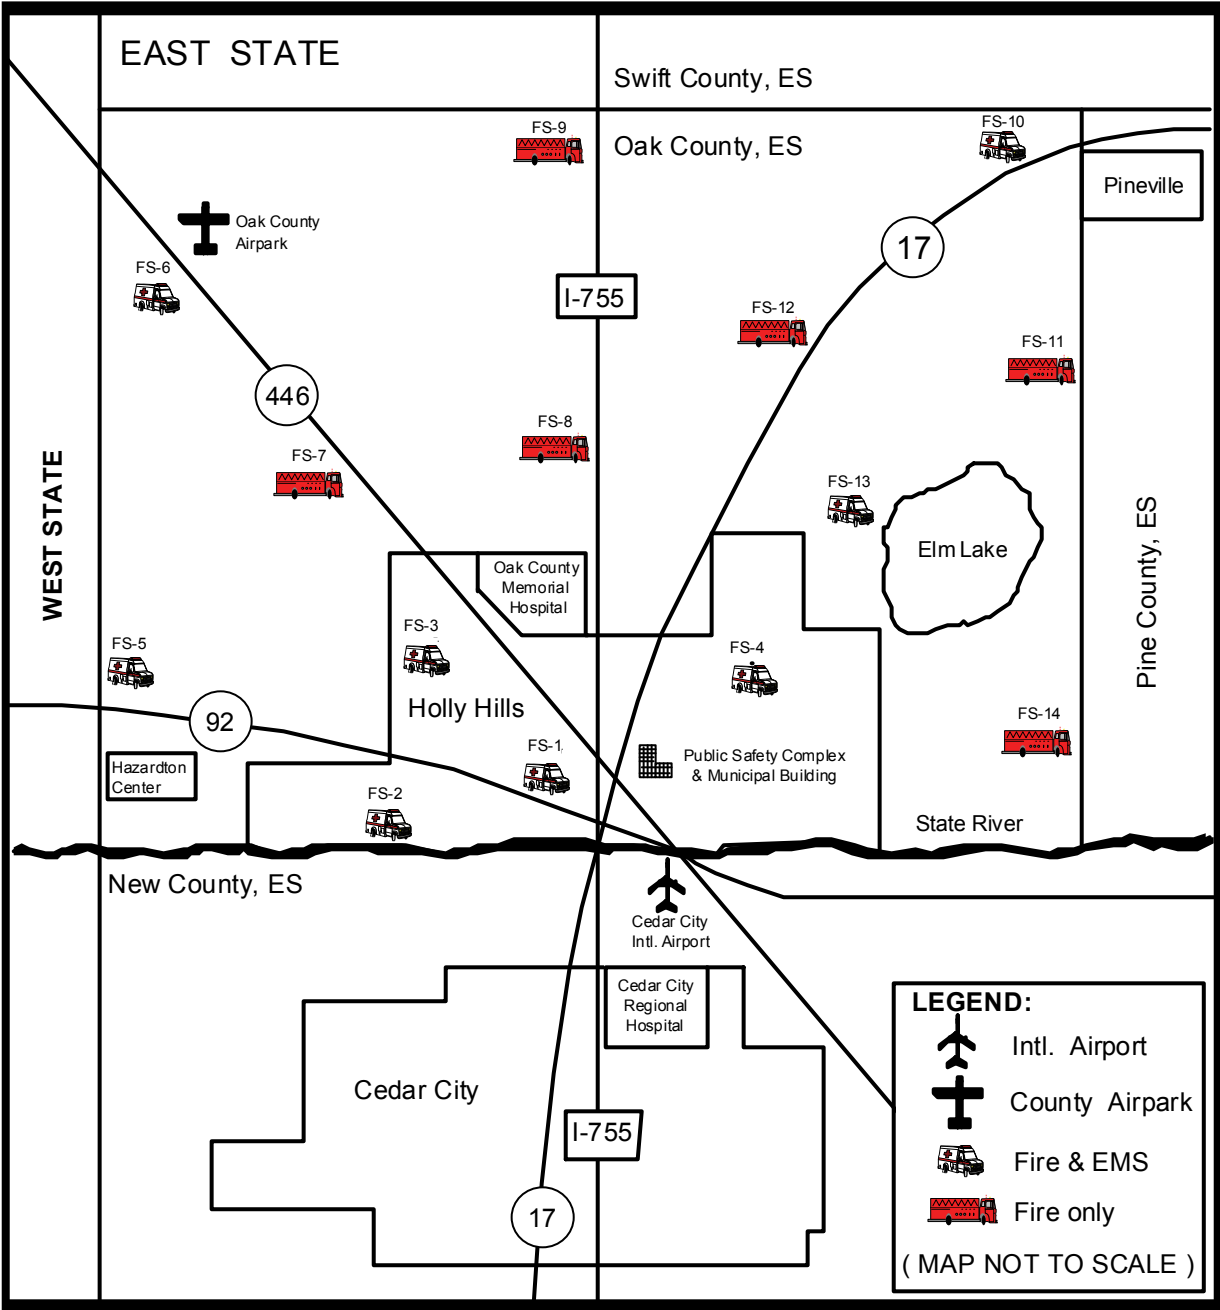 EAST STATE
Swift County, ES
FS-9
Oak County, ES
FS-10
Pineville
Oak County
Airpark
17
FS-6
I-755
FS-12
FS-11
446
FS-8
FS-7
FS-13
WEST STATE
Elm Lake
Pine County, ES
Oak County
Memorial
Hospital
FS-3
FS-5
FS-4
Holly Hills
92
FS-14
FS-1
Public Safety Complex
& Municipal Building
Hazardton
Center
FS-2
State River
New County, ES
Cedar City
Intl. Airport
Cedar City
Regional
Hospital
LEGEND:
Intl. Airport
County Airpark
Fire & EMS
Fire only
( MAP NOT TO SCALE )
Cedar City
I-755
17